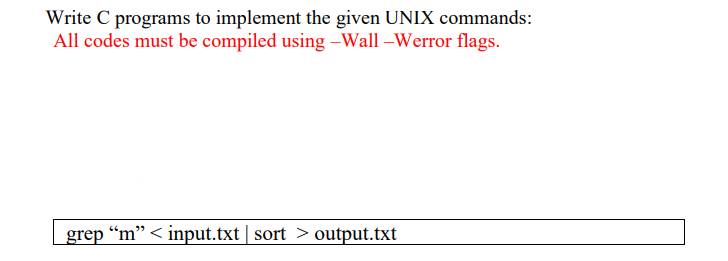 Write C programs to implement the given UNIX commands:
All codes must be compiled using –Wall –Werror flags.
grep “m” < input.txt | sort > output.txt